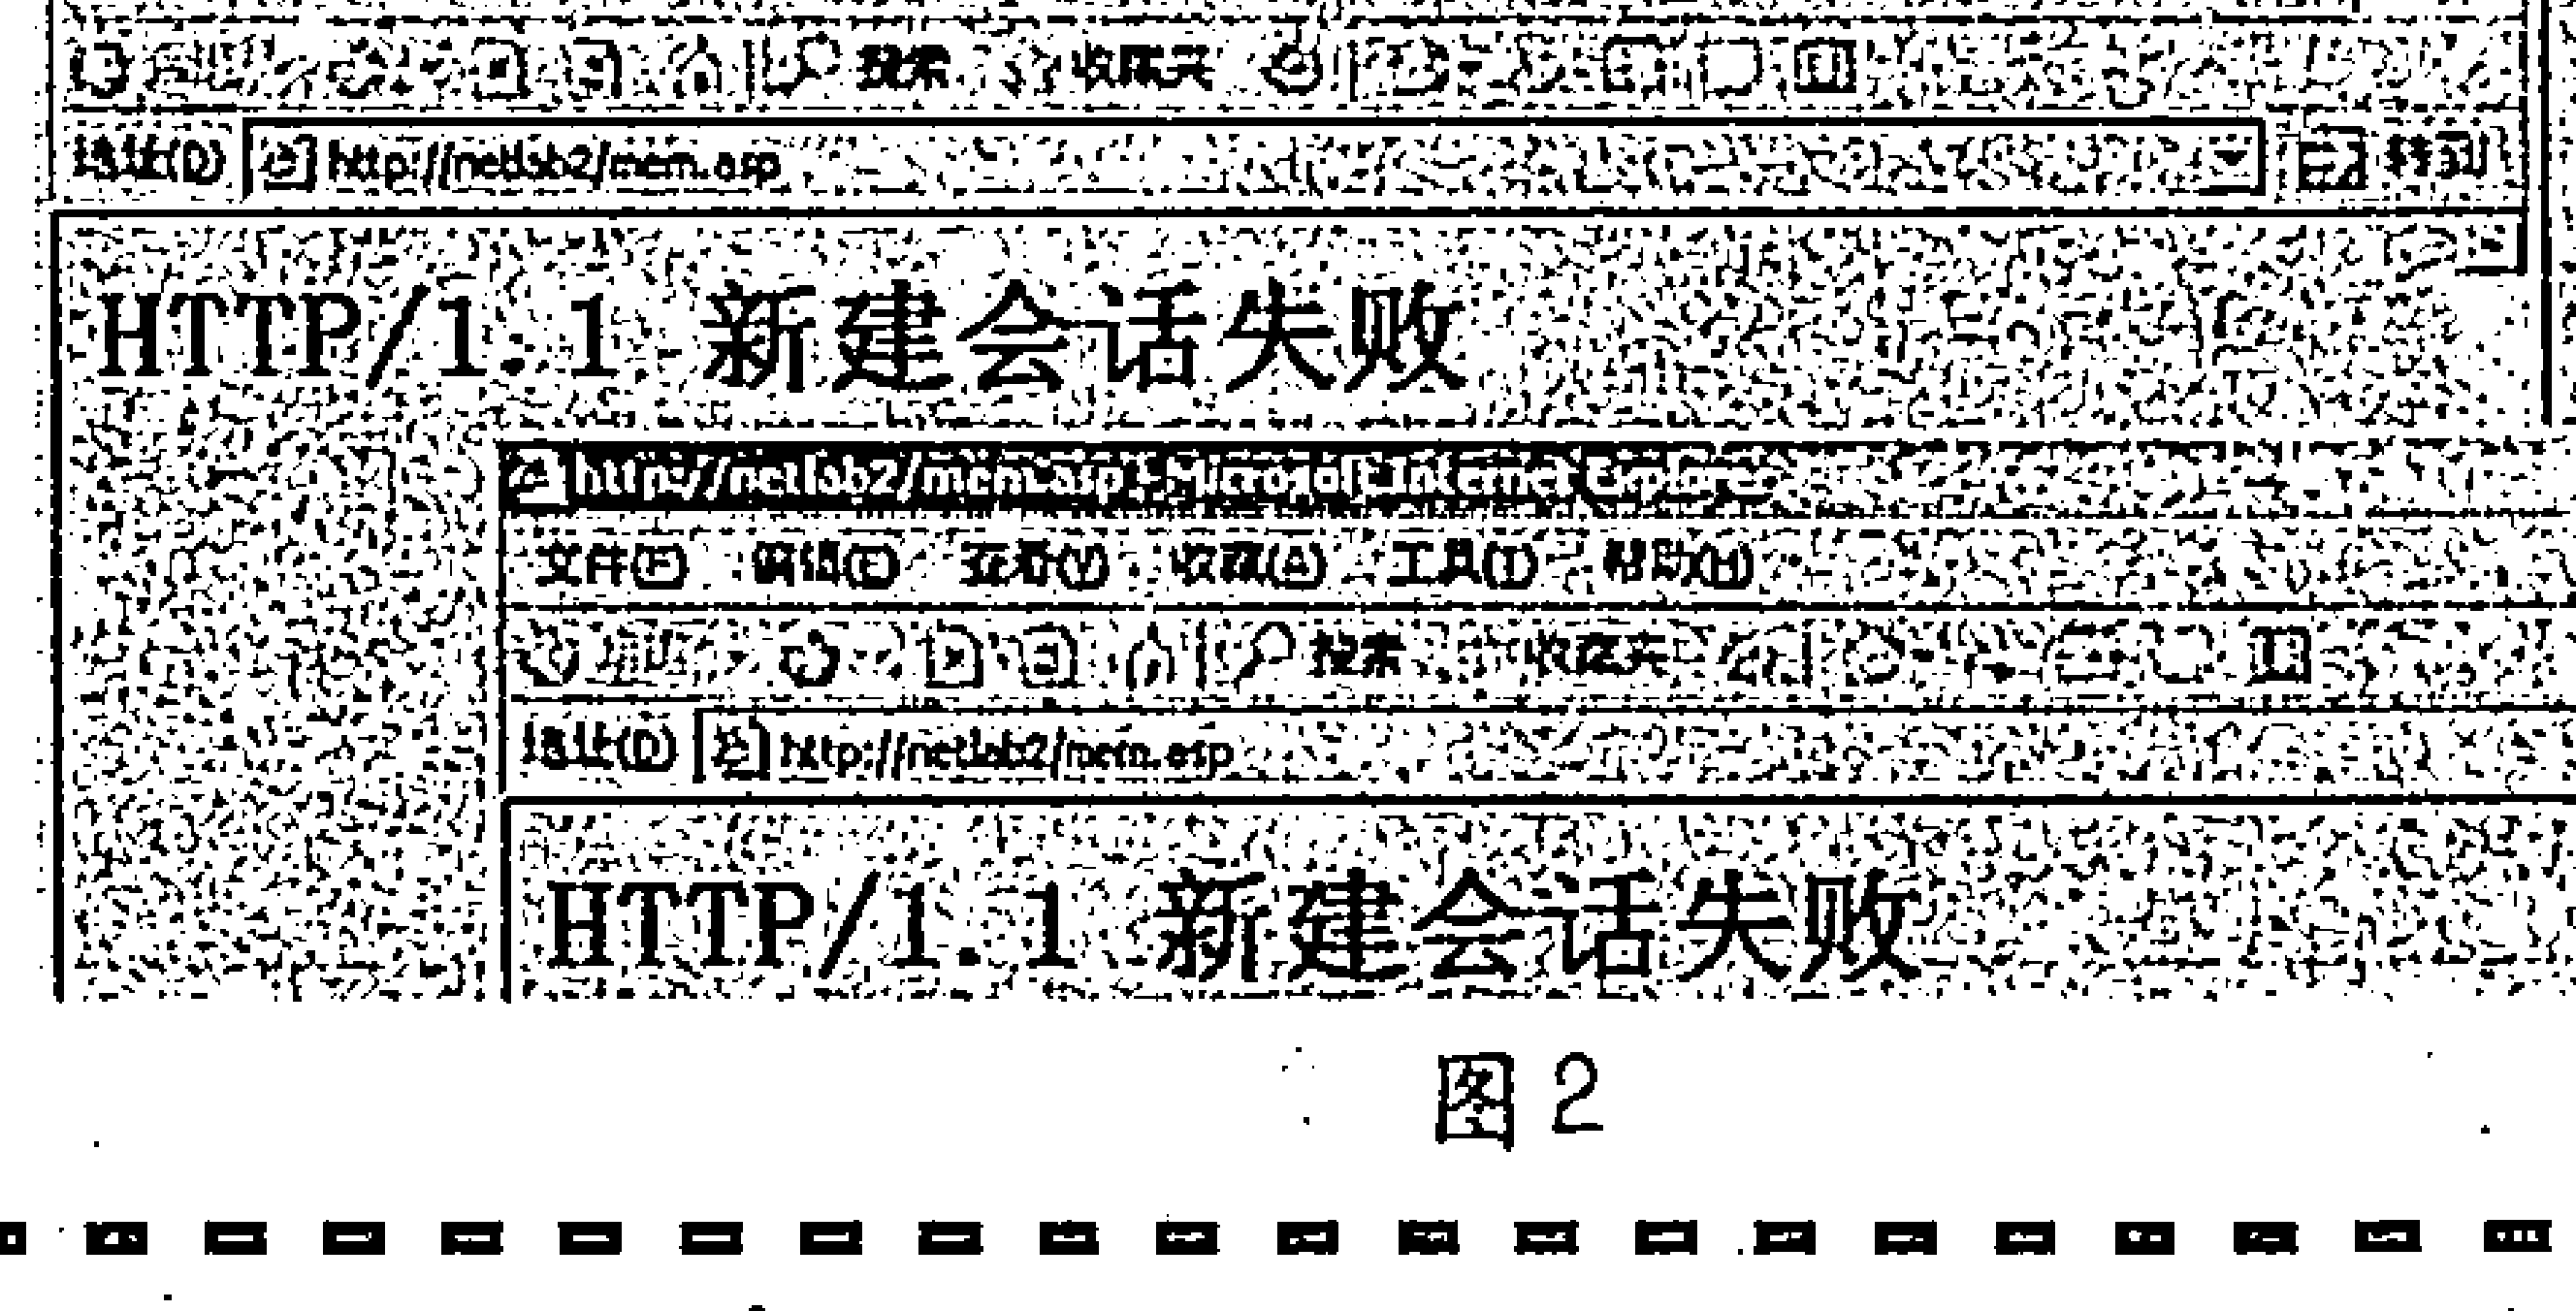 搜索 收藏夹
地址(D) http://netlab2/mem.asp 转到
HTTP/1.1 新建会话失败
http://netlab2/mem.asp - Microsoft Internet Explorer
文件(F) 编辑(E) 查看(V) 收藏(A) 工具(T) 帮助(H)
后退 搜索 收藏夹
地址(D) http://netlab2/mem.asp
HTTP/1.1 新建会话失败
图 2